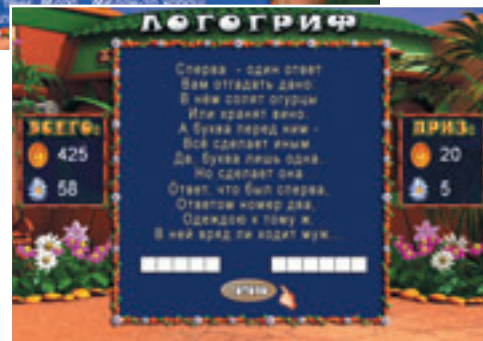 ЛОГОГРИФ
Сперва - один ответ
Вам отгадать дано:
В нём солят огурцы
Или хранят вино.
А буква перед ним -
Всё сделает иным.
Да, буква лишь одна...
Но сделает она
Ответ, что был сперва,
Ответом номер два,
Одеждою к тому ж.
В ней вряд ли ходит муж...
ВСЕГО:
425
58
ПРИЗ:
20
5